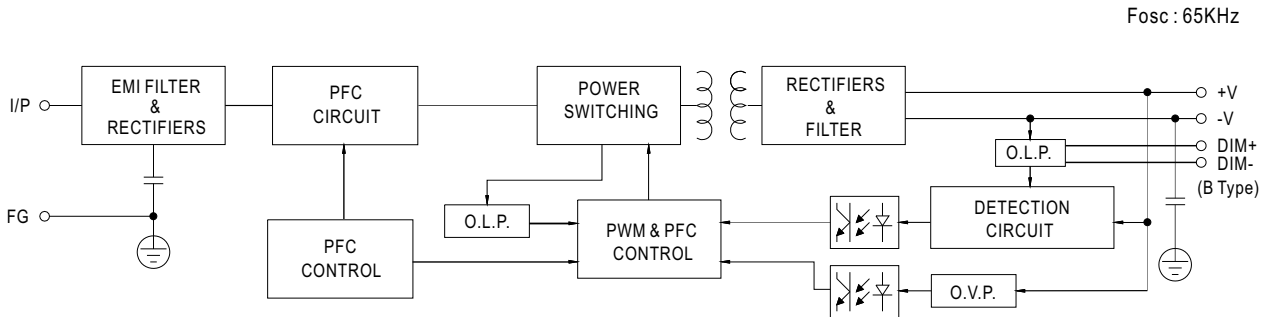 Fosc : 65KHz
I/P
EMI FILTER
&
RECTIFIERS
PFC
CIRCUIT
POWER
SWITCHING
RECTIFIERS
&
FILTER
+V
-V
DIM+
DIM-
(B Type)
O.L.P.
FG
O.L.P.
PFC
CONTROL
PWM & PFC
CONTROL
DETECTION
CIRCUIT
O.V.P.